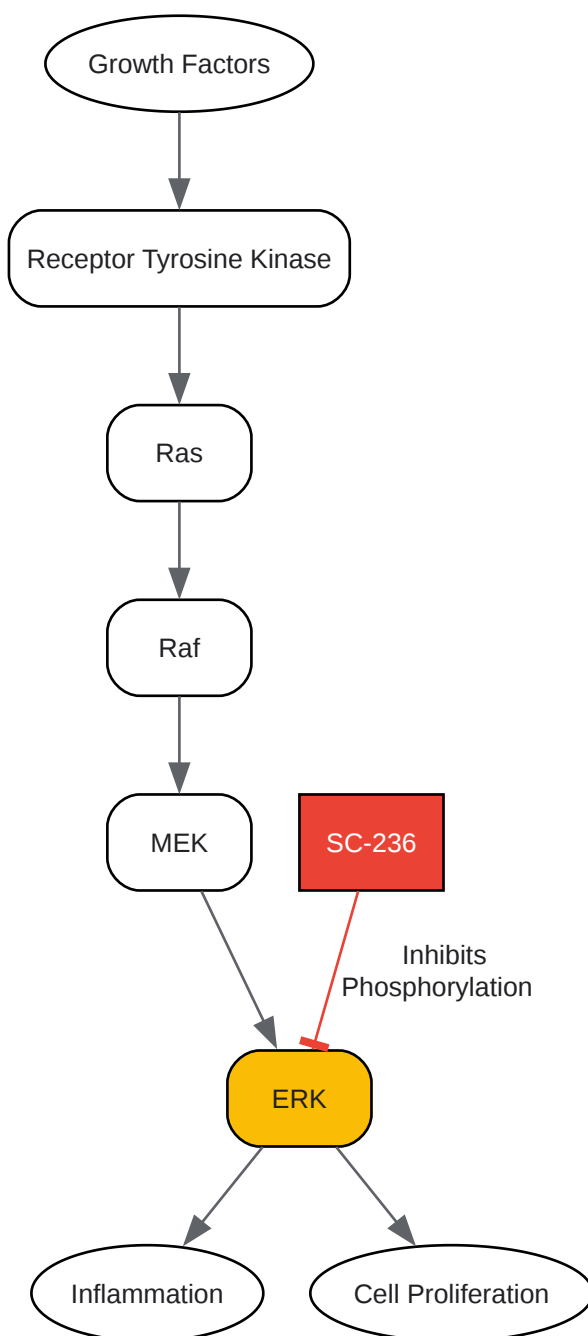 Growth Factors
Receptor Tyrosine Kinase
Ras
Raf
MEK
SC-236
Inhibits
Phosphorylation
ERK
Inflammation
Cell Proliferation